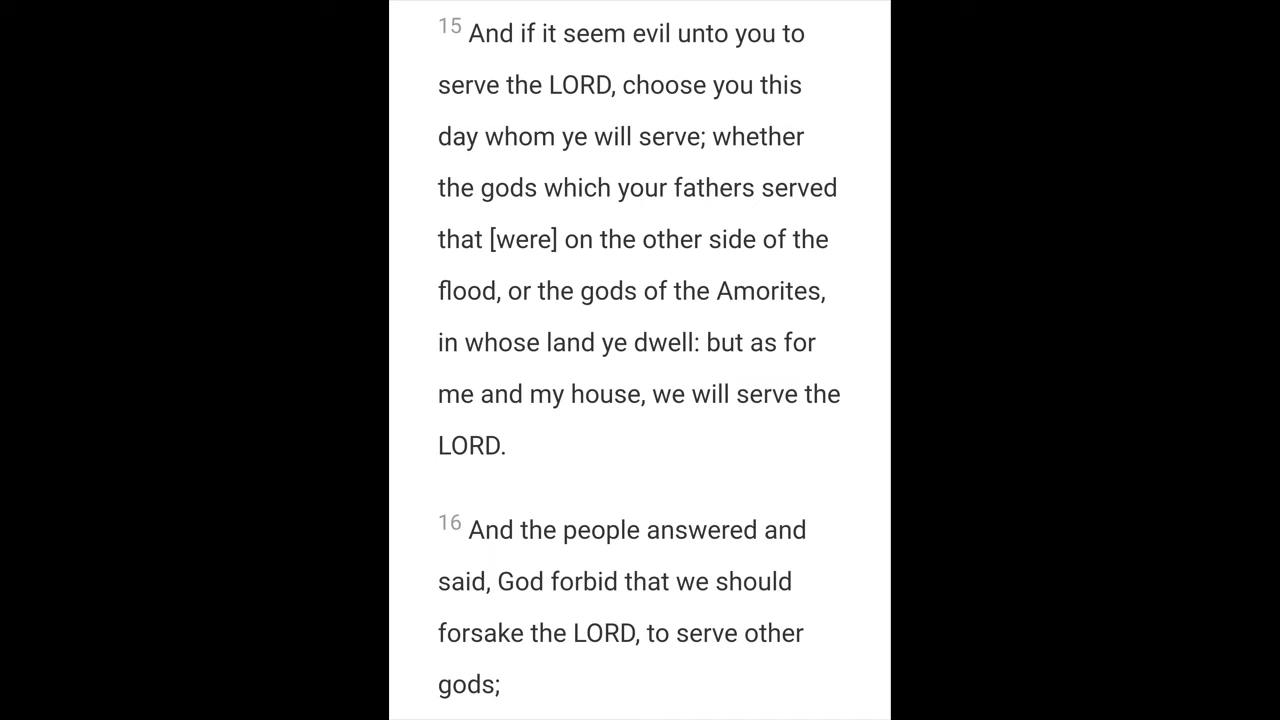 15 And if it seem evil unto you to
serve the LORD, choose you this
day whom ye will serve; whether
the gods which your fathers served
that [were] on the other side of the
flood, or the gods of the Amorites,
in whose land ye dwell: but as for
me and my house, we will serve the
LORD.
16 And the people answered and
said, God forbid that we should
forsake the LORD, to serve other
gods;